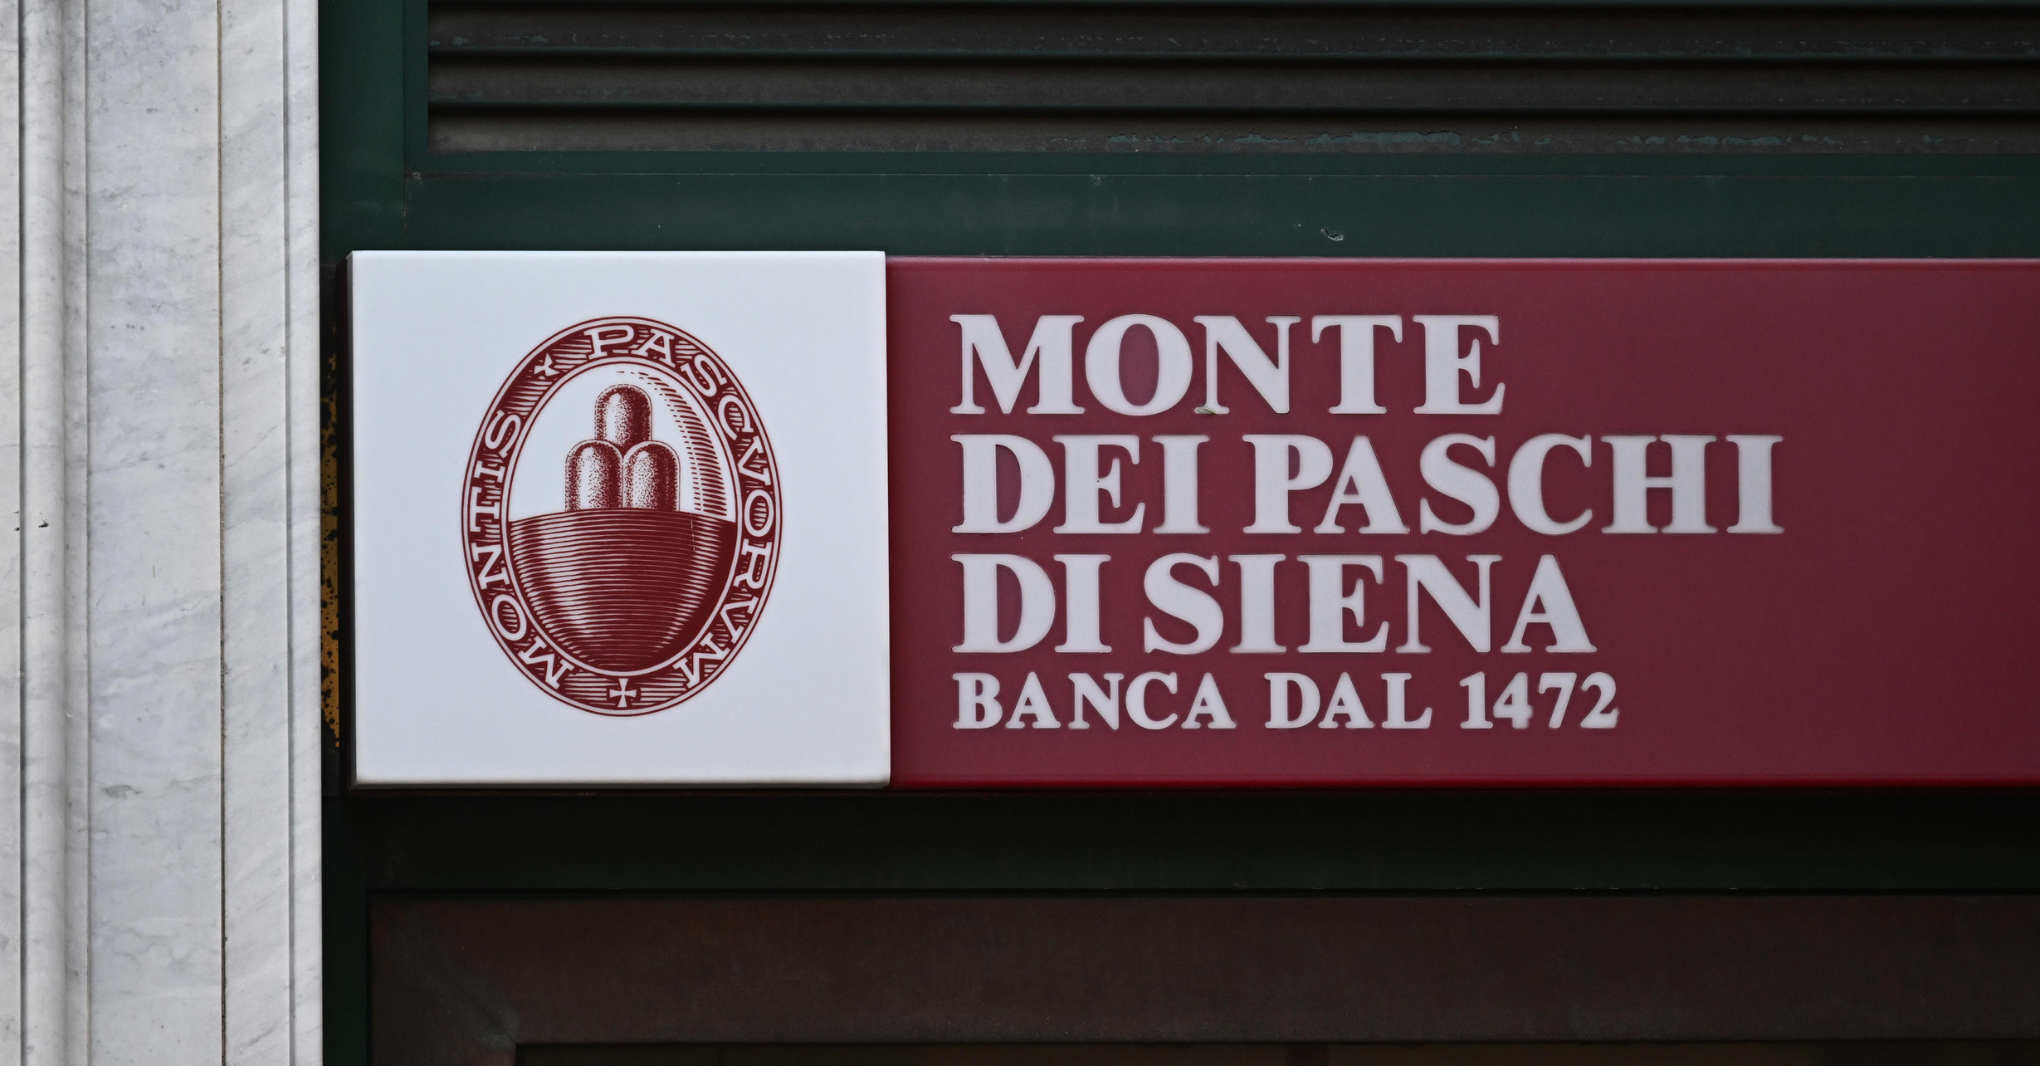 MONTIS PASCVORVM
MONTE
DEI PASCHI
DI SIENA
BANCA DAL 1472